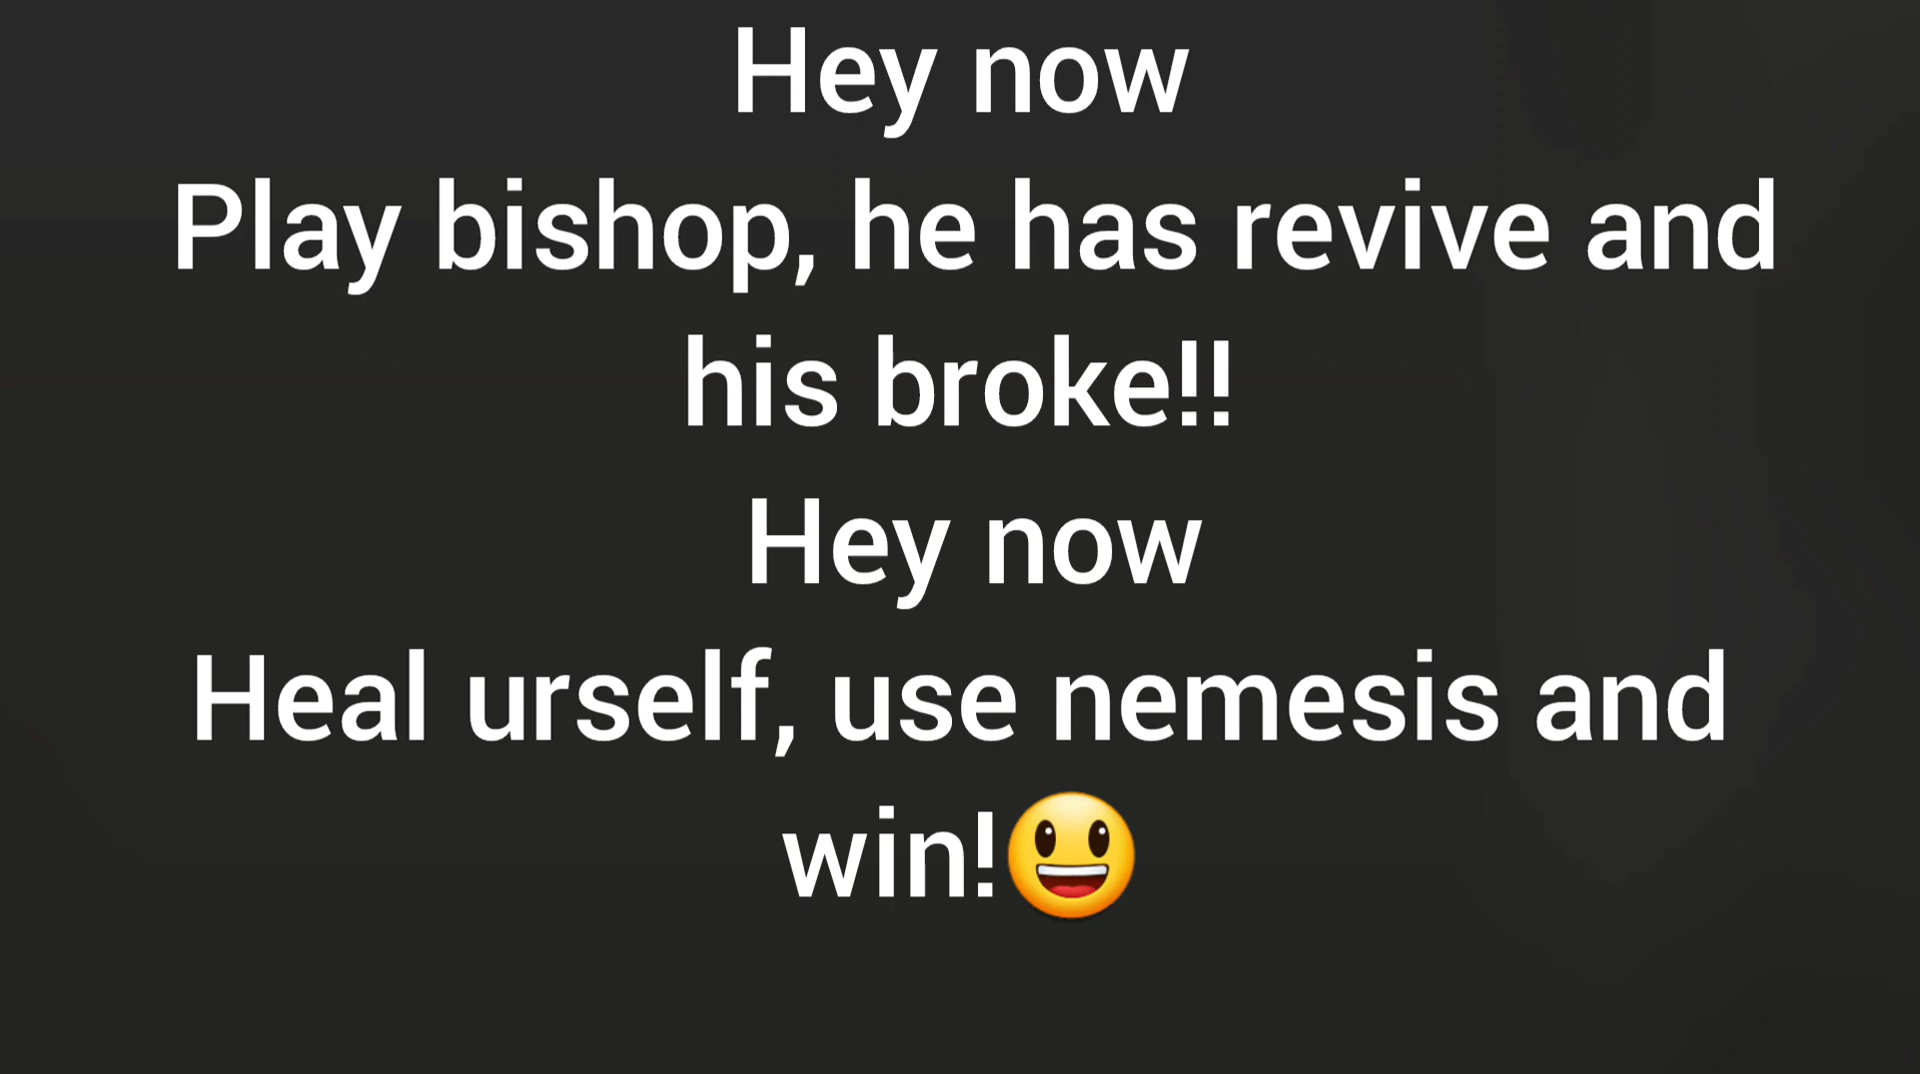 Hey now
Play bishop, he has revive and
his broke!!
Hey now
Heal urself, use nemesis and
win!😃